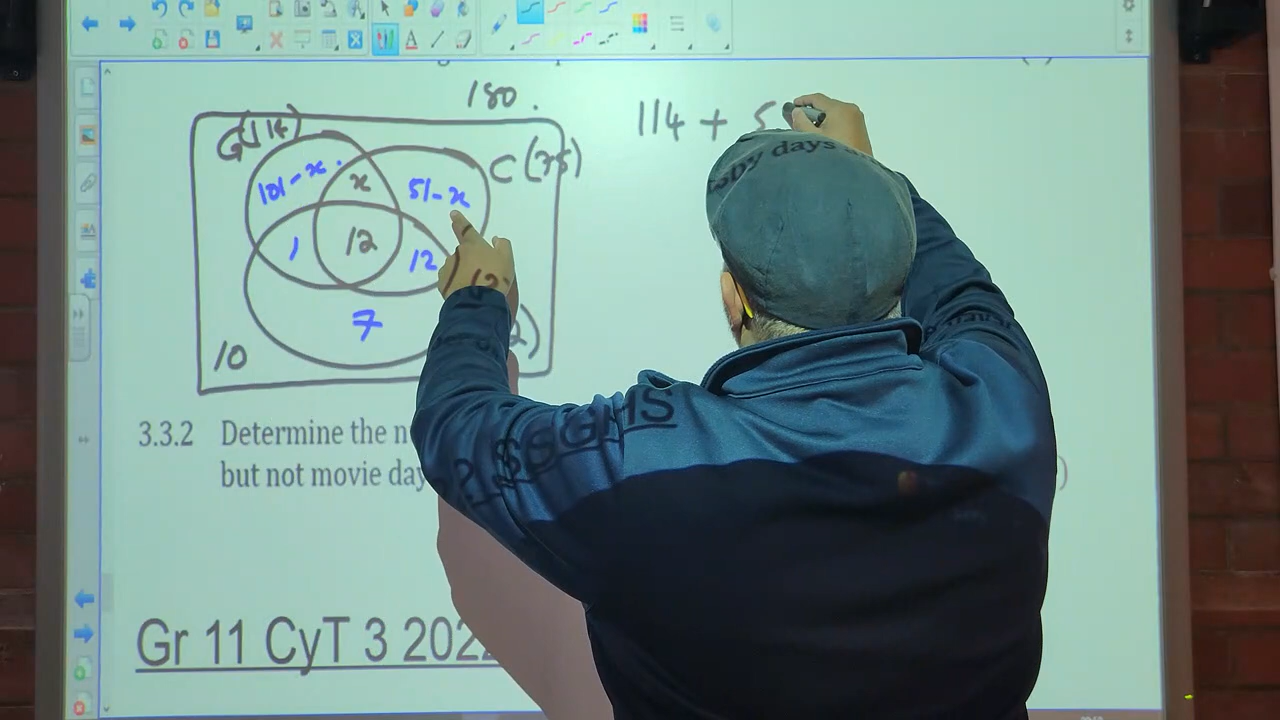 180.
114 + 5
G(114)
C (75)
101-x.
x
51-x
1
12
12
7
10
2)
3.3.2 Determine the n
but not movie day
)
Gr 11 CyT 3 202